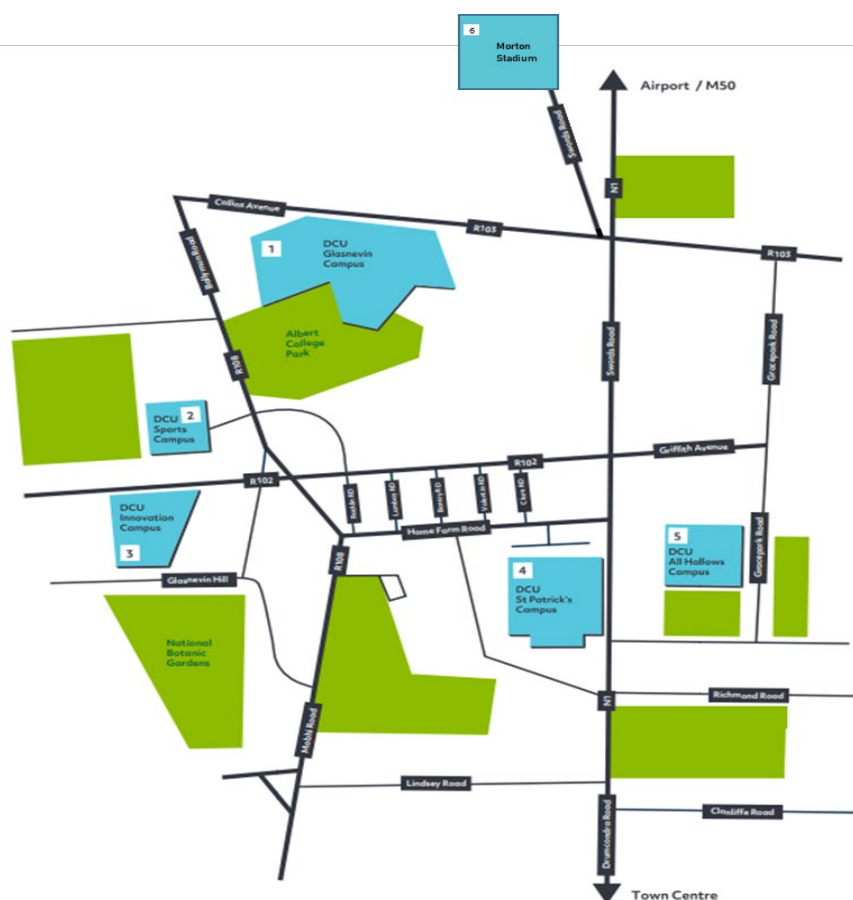 6
Morton
Stadium
Airport / M50
Swords Road
N1
Collins Avenue
R103
1
DCU
Glasnevin
Campus
R103
Ballymun Road
Albert
College
Park
Swords Road
Gracepark Road
R108
DCU 2
Sports
Campus
Griffith Avenue
R102
R102
DCU
Innovation
Campus
3
Home Farm Road
5
DCU
All Hallows
Campus
Gracepark Road
R108
4
DCU
St Patrick's
Campus
Glasnevin Hill
National
Botanic
Gardens
N1
Richmond Road
Mobhi Road
Lindsey Road
Drumcondra Road
Clonliffe Road
Town Centre